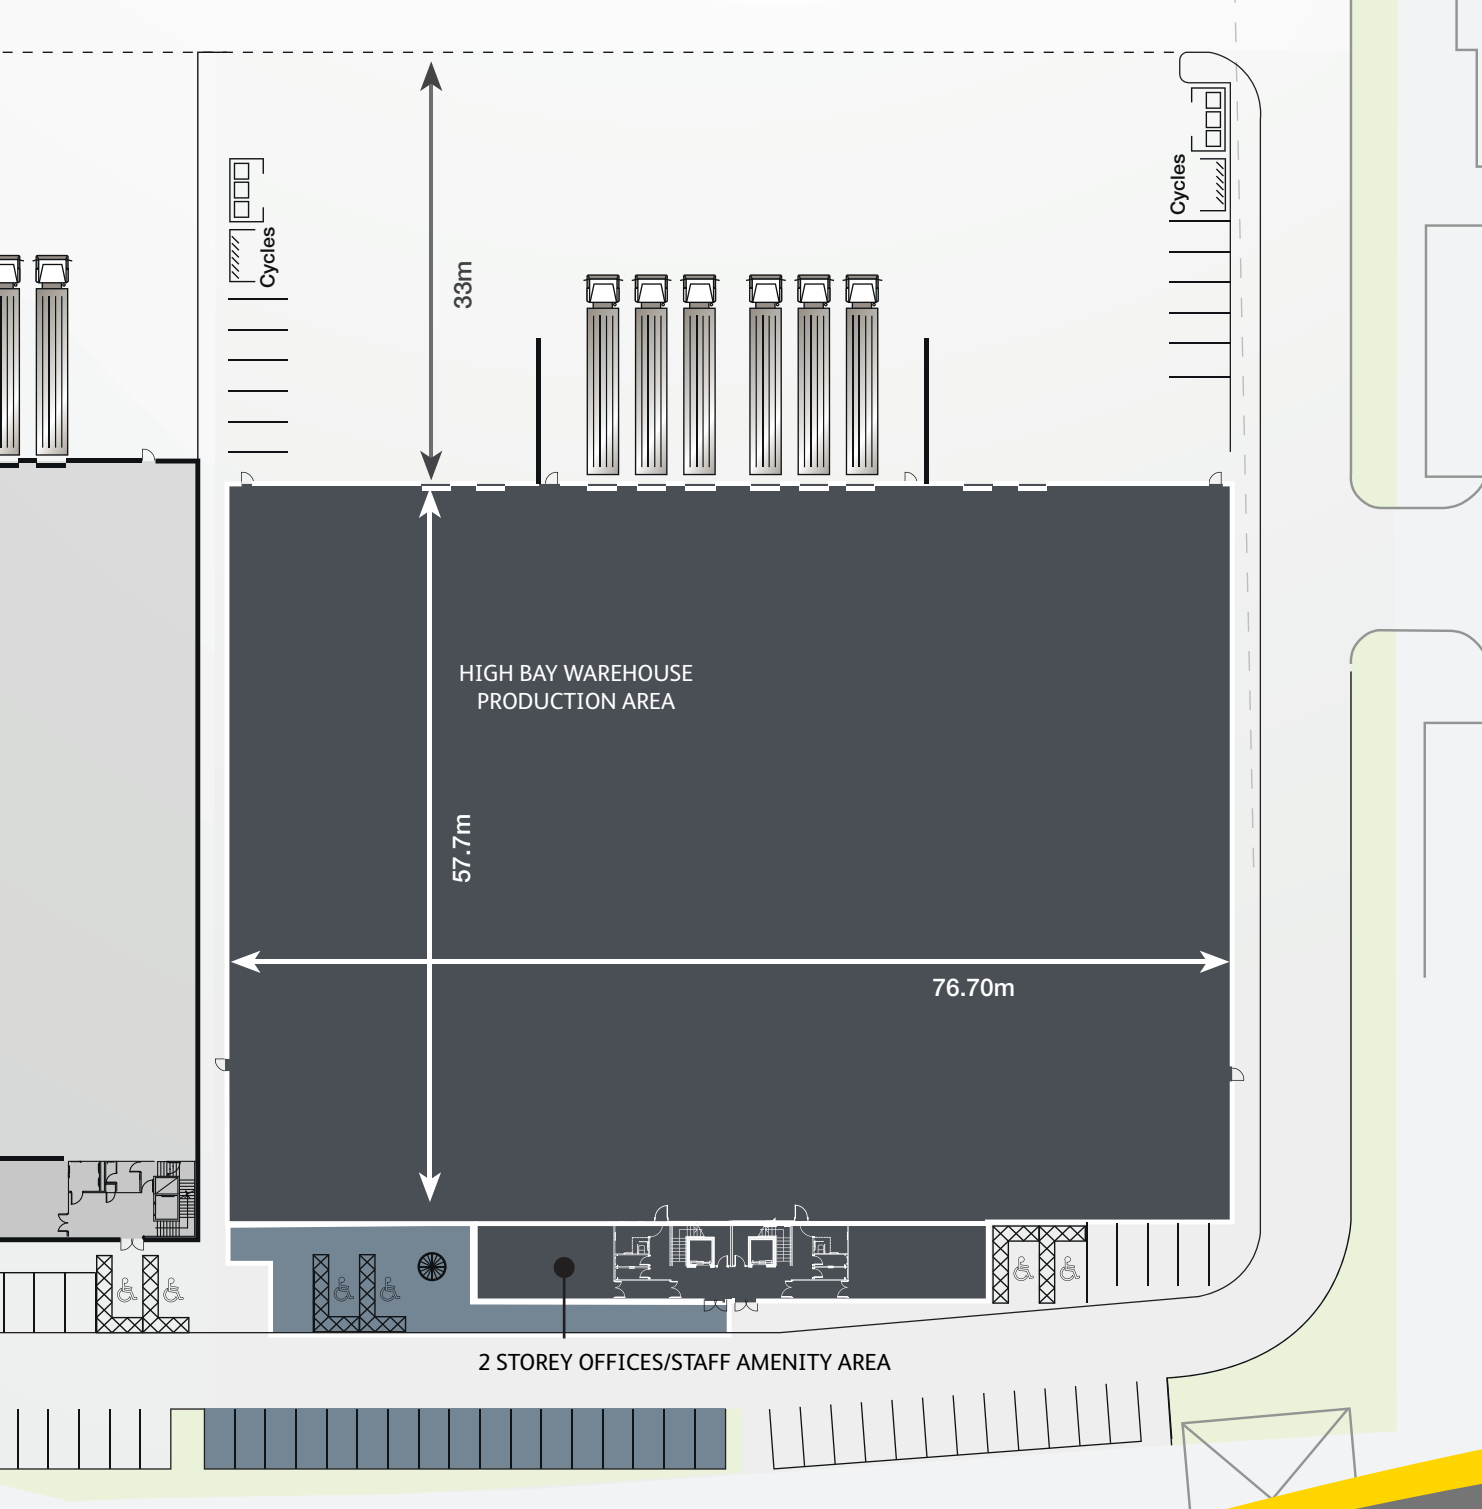 Cycles
Cycles
33m
HIGH BAY WAREHOUSE
PRODUCTION AREA
57.7m
76.70m
2 STOREY OFFICES/STAFF AMENITY AREA